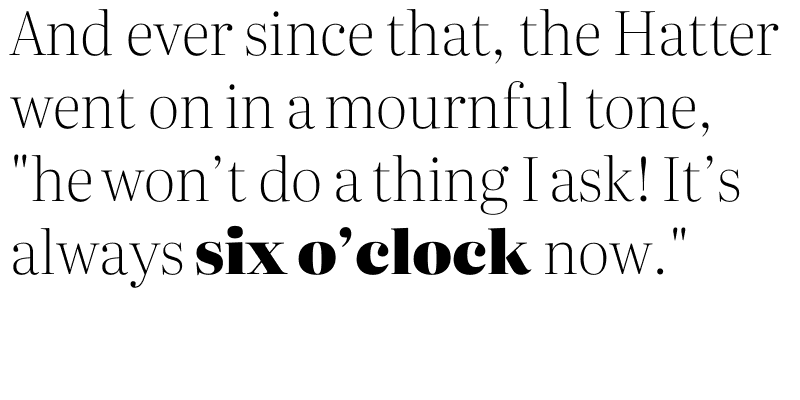 And ever since that, the Hatter
went on in a mournful tone,
"he won’t do a thing I ask! It’s
always six o’clock now."